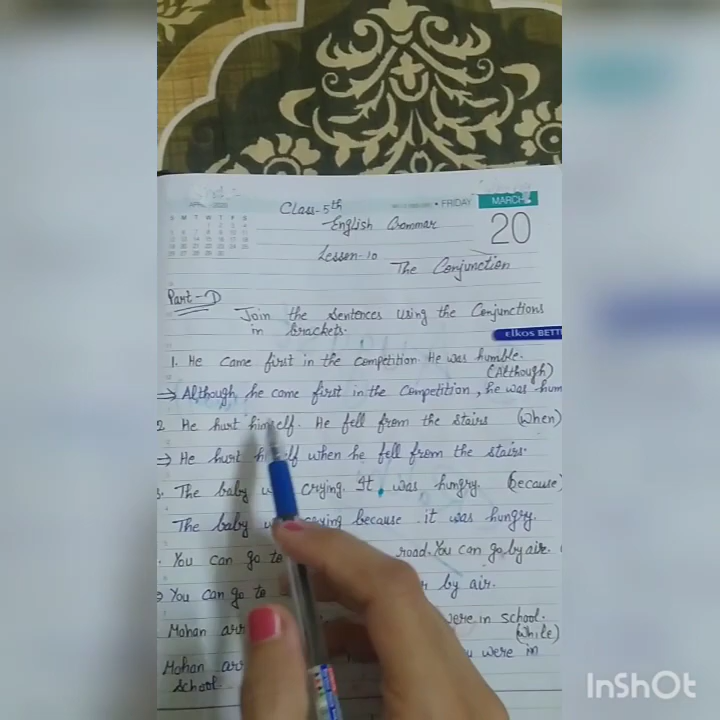 Class-5th
FRIDAY
MARCH
20
English Grammar
Lesson-10
The Conjunction
Part-D
Join the sentences using the Conjunctions
in brackets.
elkos BETT
1. He came first in the competition. He was humble.
(Although)
→ Although he came first in the competition, he was hum
2. He hurt himself. He fell from the stairs (When)
→ He hurt when he fell from the stairs.
3. The baby crying. It was hungry. (because)
The baby crying because it was hungry.
You can go to road. You can go by air.
You can go to by air.
Mohan were in school.
(While)
Mohan were in
School.
InShOt